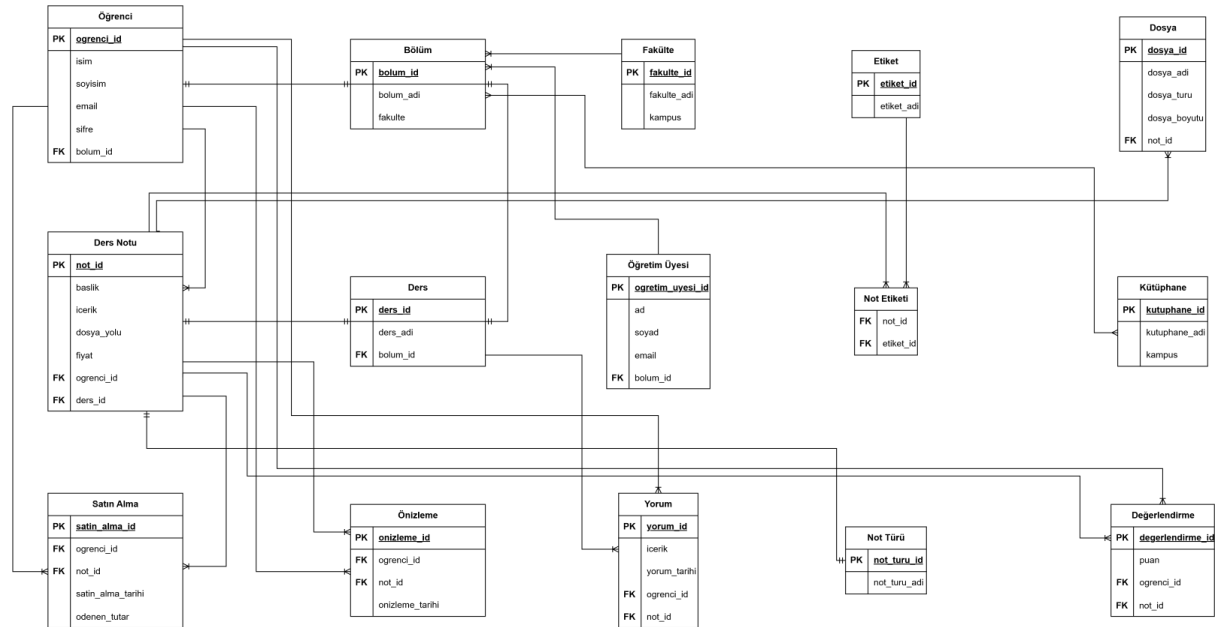 Öğrenci
PK ogrenci_id
isim
soyisim
email
sifre
FK bolum_id
Bölüm
PK bolum_id
bolum_adi
fakulte
Fakülte
PK fakulte_id
fakulte_adi
kampus
Etiket
PK etiket_id
etiket_adi
Dosya
PK dosya_id
dosya_adi
dosya_turu
dosya_boyutu
FK not_id
Ders Notu
PK not_id
baslik
icerik
dosya_yolu
fiyat
FK ogrenci_id
FK ders_id
Ders
PK ders_id
ders_adi
FK bolum_id
Öğretim Üyesi
PK ogretim_uyesi_id
ad
soyad
email
FK bolum_id
Not Etiketi
FK not_id
FK etiket_id
Kütüphane
PK kutuphane_id
kutuphane_adi
kampus
Satın Alma
PK satin_alma_id
FK ogrenci_id
FK not_id
satin_alma_tarihi
odenen_tutar
Önizleme
PK onizleme_id
FK ogrenci_id
FK not_id
onizleme_tarihi
Yorum
PK yorum_id
icerik
yorum_tarihi
FK ogrenci_id
FK not_id
Not Türü
PK not_turu_id
not_turu_adi
Değerlendirme
PK degerlendirme_id
puan
FK ogrenci_id
FK not_id